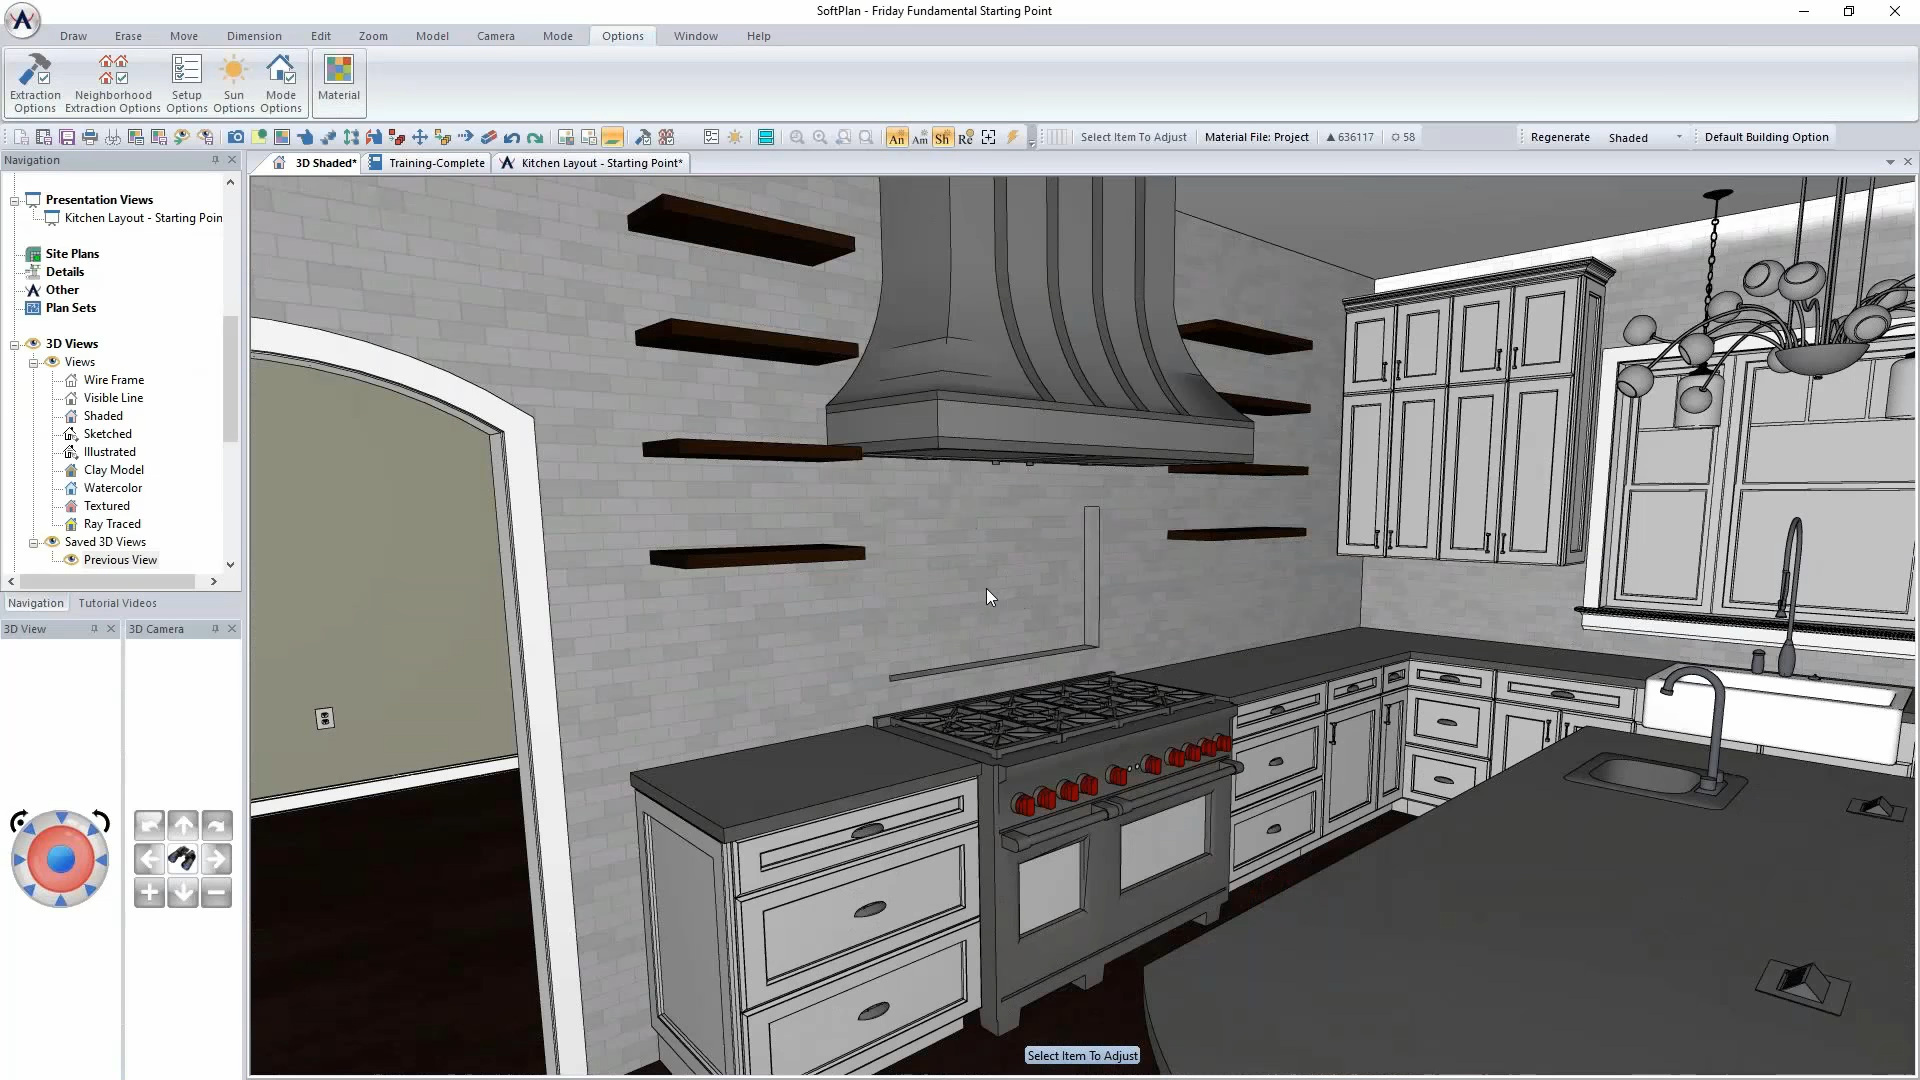 SoftPlan - Friday Fundamental Starting Point
Draw Erase Move Dimension Edit Zoom Model Camera Mode Options Window Help
Extraction Options
Neighborhood Extraction Options
Setup Options
Sun Options
Mode Options
Material
An Am Sh Re Select Item To Adjust Material File: Project 636117 58 Regenerate Shaded Default Building Option
Navigation
3D Shaded* Training-Complete Kitchen Layout - Starting Point*
Presentation Views
Kitchen Layout - Starting Poin
Site Plans
Details
Other
Plan Sets
3D Views
Views
Wire Frame
Visible Line
Shaded
Sketched
Illustrated
Clay Model
Watercolor
Textured
Ray Traced
Saved 3D Views
Previous View
Navigation Tutorial Videos
3D View 3D Camera
Select Item To Adjust